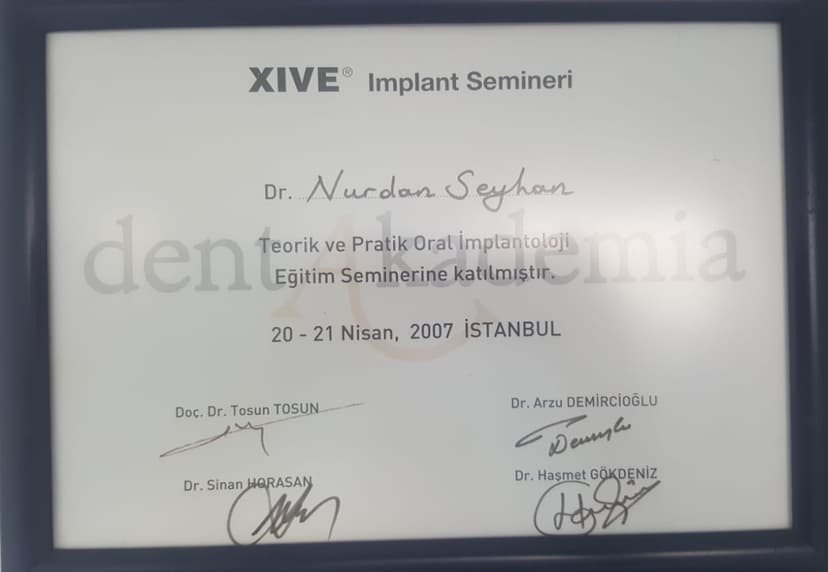 XIVE® Implant Semineri
Dr. Nurdan Seyhan
dentAkademia
Teorik ve Pratik Oral İmplantoloji
Eğitim Seminerine katılmıştır.
20 - 21 Nisan, 2007 İSTANBUL
Doç. Dr. Tosun TOSUN
Dr. Arzu DEMİRCİOĞLU
Dr. Sinan HORASAN
Dr. Haşmet GÖKDENİZ